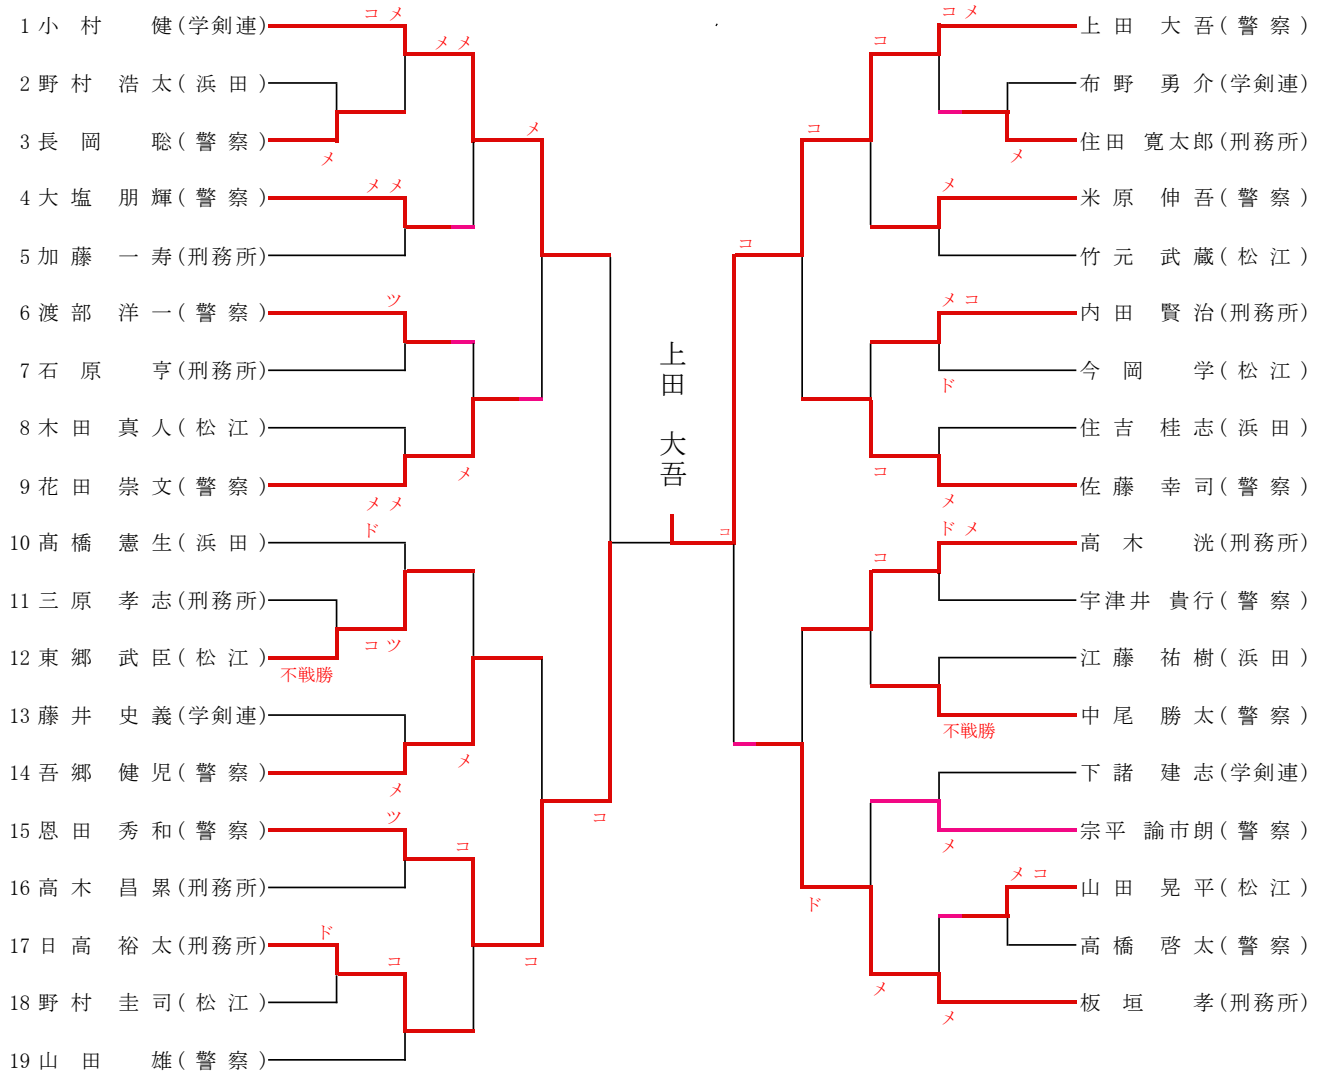 1 小 村 健 (学剣連)
2 野 村 浩 太 ( 浜 田 )
3 長 岡 聡 ( 警 察 )
4 大 塩 朋 輝 ( 警 察 )
5 加 藤 一 寿 (刑務所)
6 渡 部 洋 一 ( 警 察 )
7 石 原 亨 (刑務所)
8 木 田 真 人 ( 松 江 )
9 花 田 崇 文 ( 警 察 )
10 髙 橋 憲 生 ( 浜 田 )
11 三 原 孝 志 (刑務所)
12 東 郷 武 臣 ( 松 江 )
13 藤 井 史 義 (学剣連)
14 吾 郷 健 児 ( 警 察 )
15 恩 田 秀 和 ( 警 察 )
16 高 木 昌 累 (刑務所)
17 日 高 裕 太 (刑務所)
18 野 村 圭 司 ( 松 江 )
19 山 田 雄 ( 警 察 )
コ メ
メ メ
メ
メ
メ メ
ツ
メ
メ メ
ド
コ ツ
不戦勝
メ
メ
ツ
コ
コ
コ
ド
コ
上田 大吾
コ
コ
コ
コ
コ メ
メ
メ
メ コ
ド
コ
メ
ド メ
コ
不戦勝
メ
メ コ
ド
メ
メ
上 田 大 吾 ( 警 察 )
布 野 勇 介 (学剣連)
住田 寛太郎 (刑務所)
米 原 伸 吾 ( 警 察 )
竹 元 武 蔵 ( 松 江 )
内 田 賢 治 (刑務所)
今 岡 学 ( 松 江 )
住 吉 桂 志 ( 浜 田 )
佐 藤 幸 司 ( 警 察 )
高 木 洸 (刑務所)
宇津井 貴行 ( 警 察 )
江 藤 祐 樹 ( 浜 田 )
中 尾 勝 太 ( 警 察 )
下 諸 建 志 (学剣連)
宗平 諭市朗 ( 警 察 )
山 田 晃 平 ( 松 江 )
高 橋 啓 太 ( 警 察 )
板 垣 孝 (刑務所)